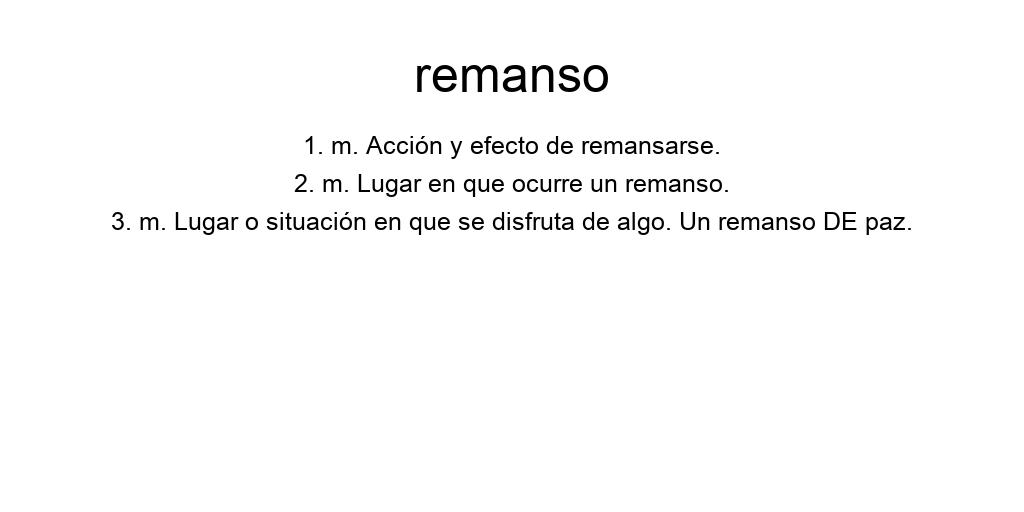 remanso
1. m. Acción y efecto de remansarse.
2. m. Lugar en que ocurre un remanso.
3. m. Lugar o situación en que se disfruta de algo. Un remanso DE paz.